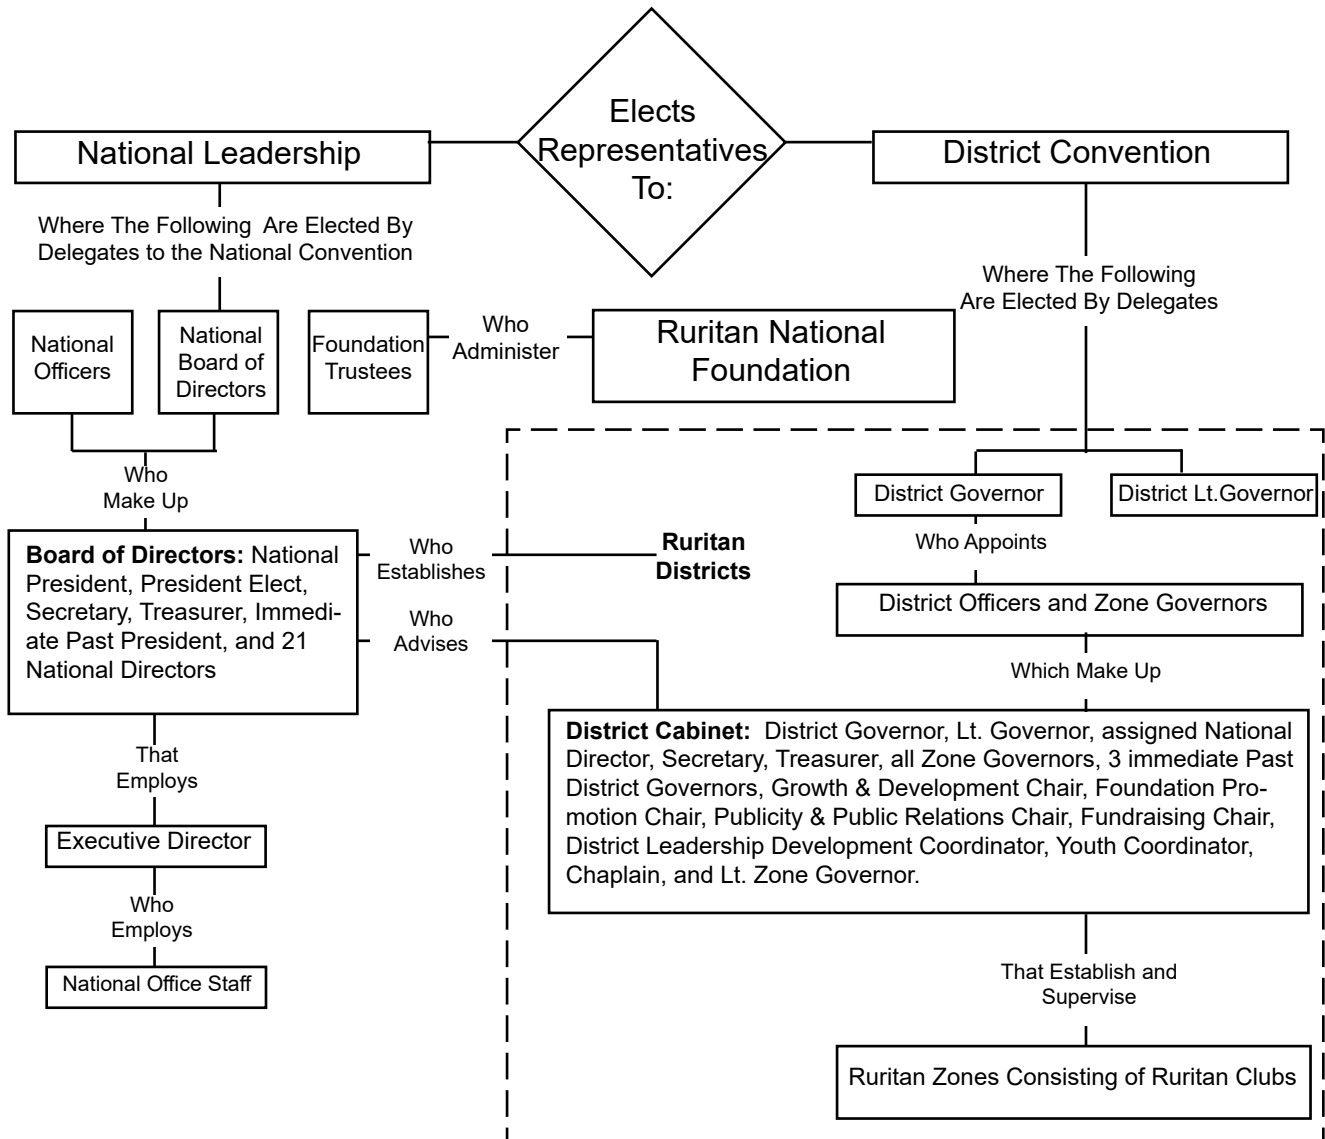 Elects
Representatives
To:
National Leadership
District Convention
Where The Following Are Elected By
Delegates to the National Convention
Where The Following
Are Elected By Delegates
National
Officers
National
Board of
Directors
Foundation
Trustees
Who
Administer
Ruritan National
Foundation
Who
Make Up
District Governor
District Lt.Governor
Who Appoints
District Officers and Zone Governors
Which Make Up
Board of Directors: National
President, President Elect,
Secretary, Treasurer, Immedi-
ate Past President, and 21
National Directors
Who
Establishes
Ruritan
Districts
Who
Advises
District Cabinet: District Governor, Lt. Governor, assigned National
Director, Secretary, Treasurer, all Zone Governors, 3 immediate Past
District Governors, Growth & Development Chair, Foundation Pro-
motion Chair, Publicity & Public Relations Chair, Fundraising Chair,
District Leadership Development Coordinator, Youth Coordinator,
Chaplain, and Lt. Zone Governor.
That
Employs
Executive Director
Who
Employs
National Office Staff
That Establish and
Supervise
Ruritan Zones Consisting of Ruritan Clubs